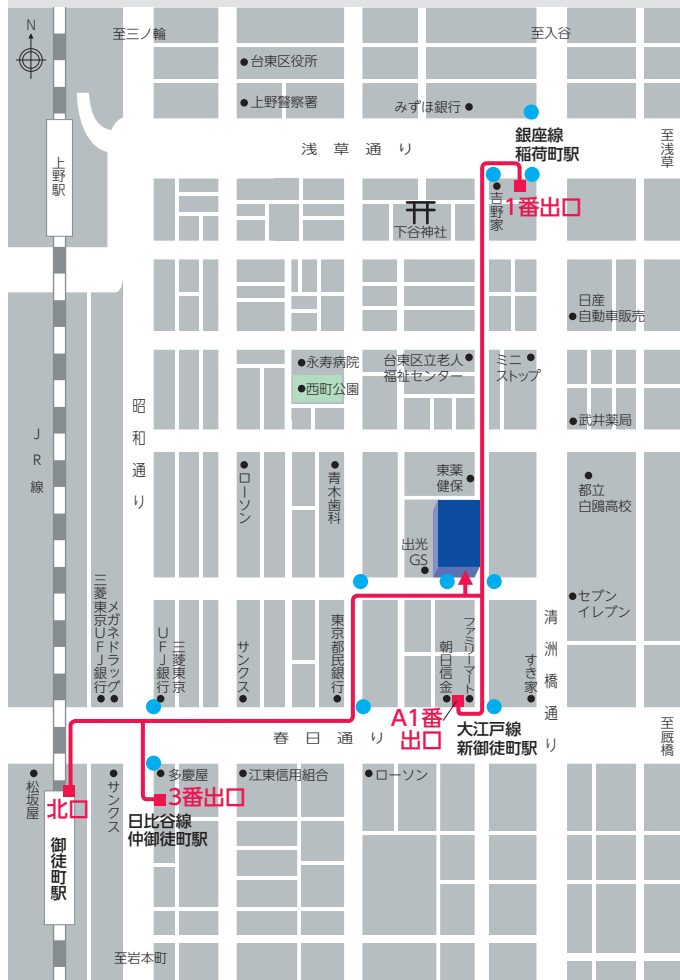 N
至三ノ輪
至入谷
台東区役所
上野警察署
みずほ銀行
浅草通り
銀座線
稲荷町駅
至浅草
上野駅
吉野家
1番出口
下谷神社
日産
自動車販売
永寿病院
西町公園
台東区立老人
福祉センター
ミニ
ストップ
昭和通り
JR線
武井薬局
ローソン
青木歯科
東薬
健保
都立
白鴎高校
出光
GS
三菱東京UFJ銀行
メガネドラッグ
三菱東京
UFJ銀行
サンクス
東京都民銀行
朝日信金
ファミリーマート
すき家
セブン
イレブン
清洲橋通り
A1番
出口
大江戸線
新御徒町駅
春日通り
至厩橋
松坂屋
北口
サンクス
多慶屋
3番出口
日比谷線
仲御徒町駅
江東信用組合
ローソン
御徒町駅
至岩本町